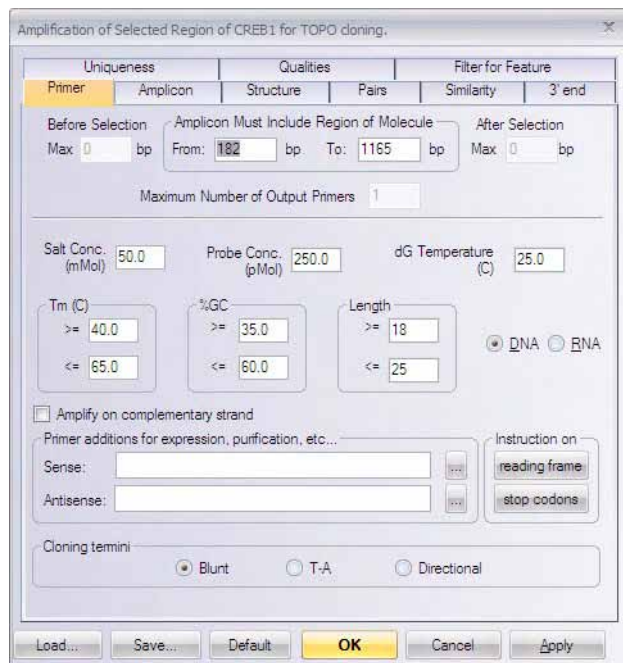 Amplification of Selected Region of CREB1 for TOPO cloning.
Uniqueness Qualities Filter for Feature
Primer Amplicon Structure Pairs Similarity 3' end
Before Selection Amplicon Must Include Region of Molecule After Selection
Max 0 bp From: 182 bp To: 1165 bp Max 0 bp
Maximum Number of Output Primers 1
Salt Conc. (mMol) 50.0 Probe Conc. (pMol) 250.0 dG Temperature (C) 25.0
Tm (C) %GC Length
>= 40.0 >= 35.0 >= 18
DNA RNA
<= 65.0 <= 60.0 <= 25
Amplify on complementary strand
Primer additions for expression, purification, etc... Instruction on
Sense: ... reading frame
Antisense: ... stop codons
Cloning termini
Blunt T-A Directional
Load... Save... Default OK Cancel Apply